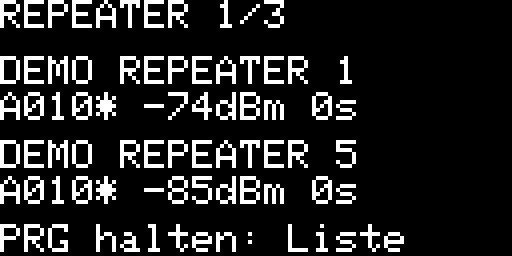 REPEATER 1/3
DEMO REPEATER 1
A010* -74dBm 0s
DEMO REPEATER 5
A010* -85dBm 0s
PRG halten: Liste